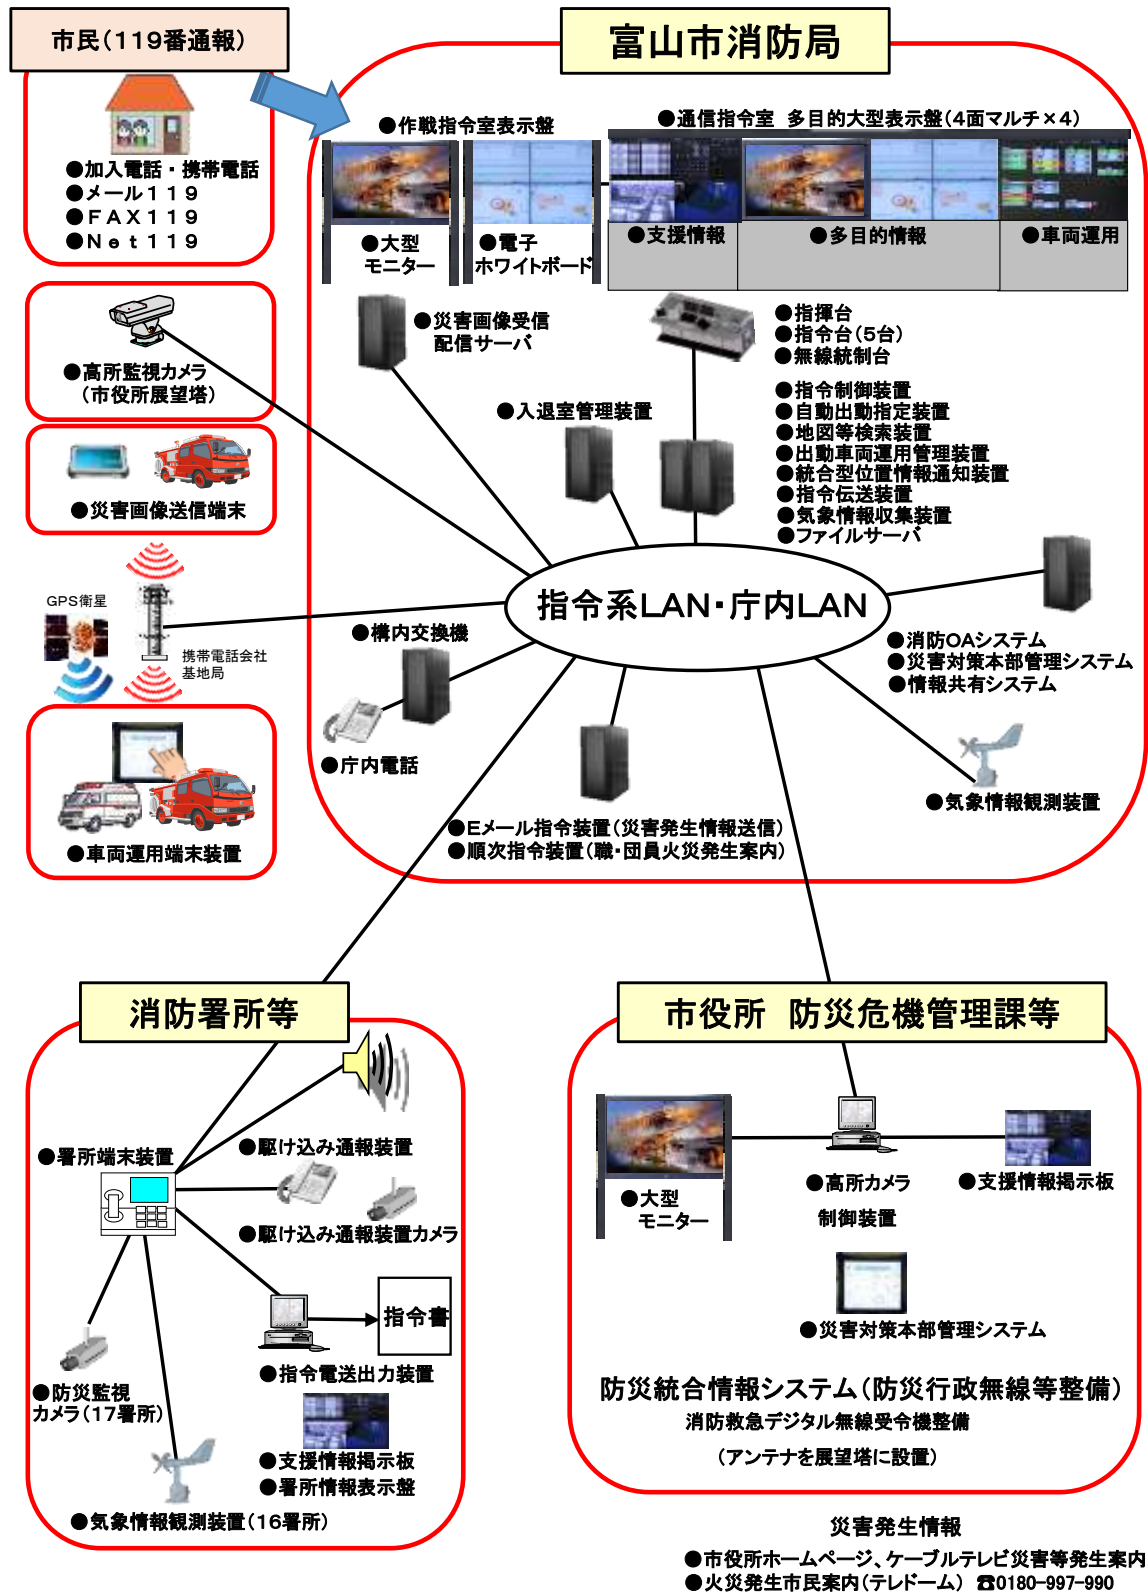 市民（119番通報）
●加入電話・携帯電話
●メール１１９
●ＦＡＸ１１９
●Ｎｅｔ１１９
富山市消防局
●作戦指令室表示盤
●通信指令室　多目的大型表示盤（4面マルチ×4）
●大型
モニター
●電子
ホワイトボード
●支援情報
●多目的情報
●車両運用
●災害画像受信
配信サーバ
●指揮台
●指令台（5台）
●無線統制台
●入退室管理装置
●指令制御装置
●自動出動指定装置
●地図等検索装置
●出動車両運用管理装置
●統合型位置情報通知装置
●指令伝送装置
●気象情報収集装置
●ファイルサーバ
●高所監視カメラ
（市役所展望塔）
●災害画像送信端末
GPS衛星
携帯電話会社
基地局
●車両運用端末装置
指令系LAN・庁内LAN
●構内交換機
●庁内電話
●消防OAシステム
●災害対策本部管理システム
●情報共有システム
●気象情報観測装置
●Eメール指令装置（災害発生情報送信）
●順次指令装置（職・団員火災発生案内）
消防署所等
●署所端末装置
●駆け込み通報装置
●駆け込み通報装置カメラ
指令書
●指令電送出力装置
●防災監視
カメラ（17署所）
●支援情報掲示板
●署所情報表示盤
●気象情報観測装置（16署所）
市役所　防災危機管理課等
●大型
モニター
●高所カメラ
制御装置
●支援情報掲示板
●災害対策本部管理システム
防災統合情報システム（防災行政無線等整備）
消防救急デジタル無線受令機整備
（アンテナを展望塔に設置）
災害発生情報
●市役所ホームページ、ケーブルテレビ災害等発生案内
●火災発生市民案内（テレドーム）　☎0180-997-990